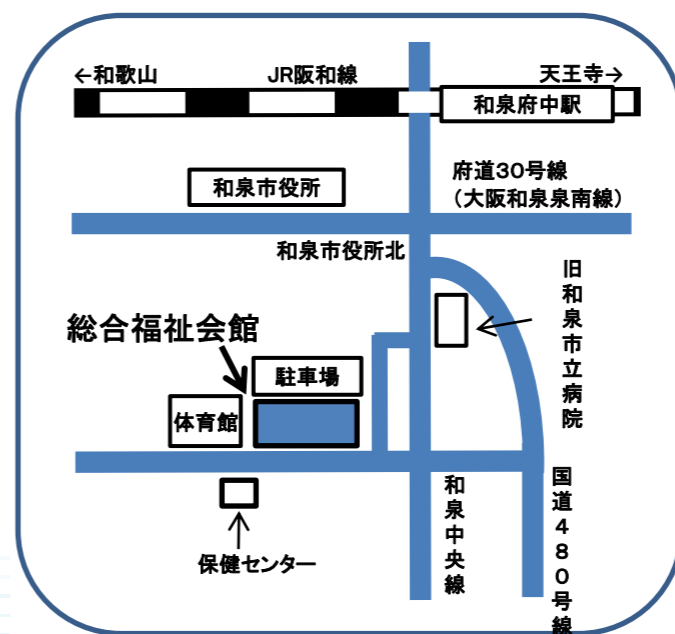 ←和歌山
JR阪和線
天王寺→
和泉府中駅
和泉市役所
府道30号線
(大阪和泉泉南線)
和泉市役所北
旧和泉市立病院
総合福祉会館
駐車場
体育館
保健センター
和泉中央線
国道480号線